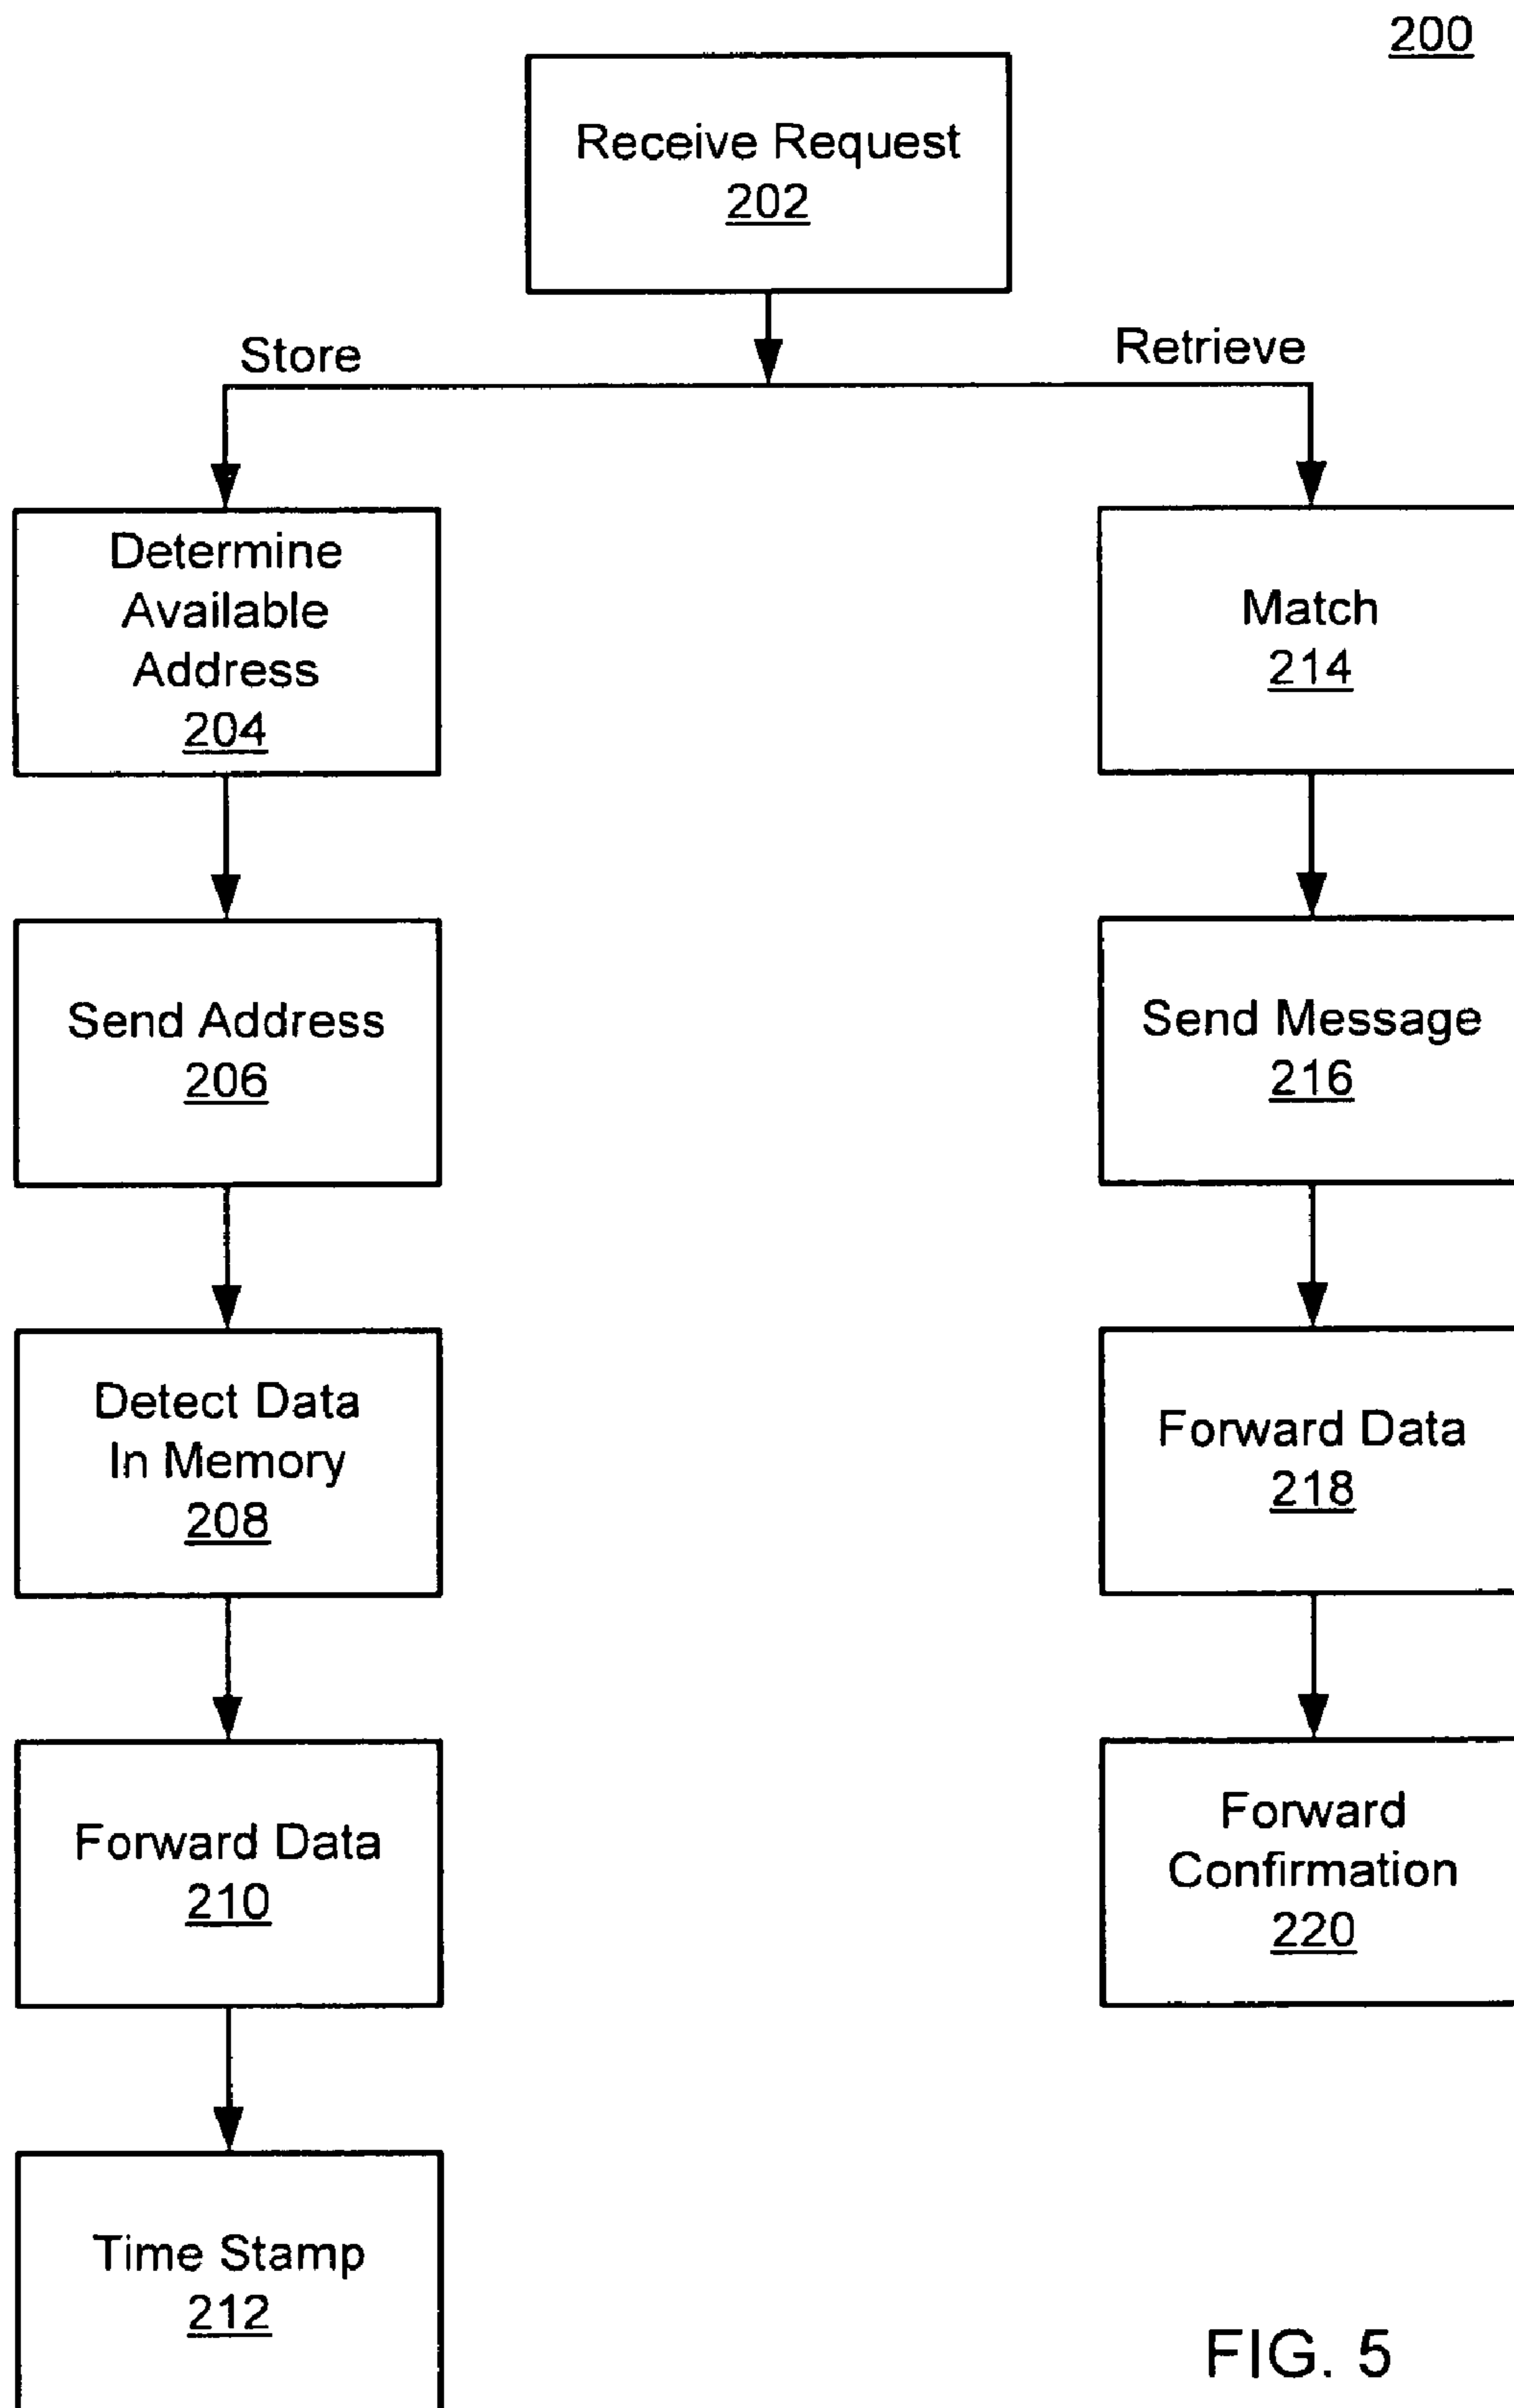 200
Receive Request
202
Store
Retrieve
Determine
Available
Address
204
Match
214
Send Address
206
Send Message
216
Detect Data
In Memory
208
Forward Data
218
Forward Data
210
Forward
Confirmation
220
Time Stamp
212
FIG. 5